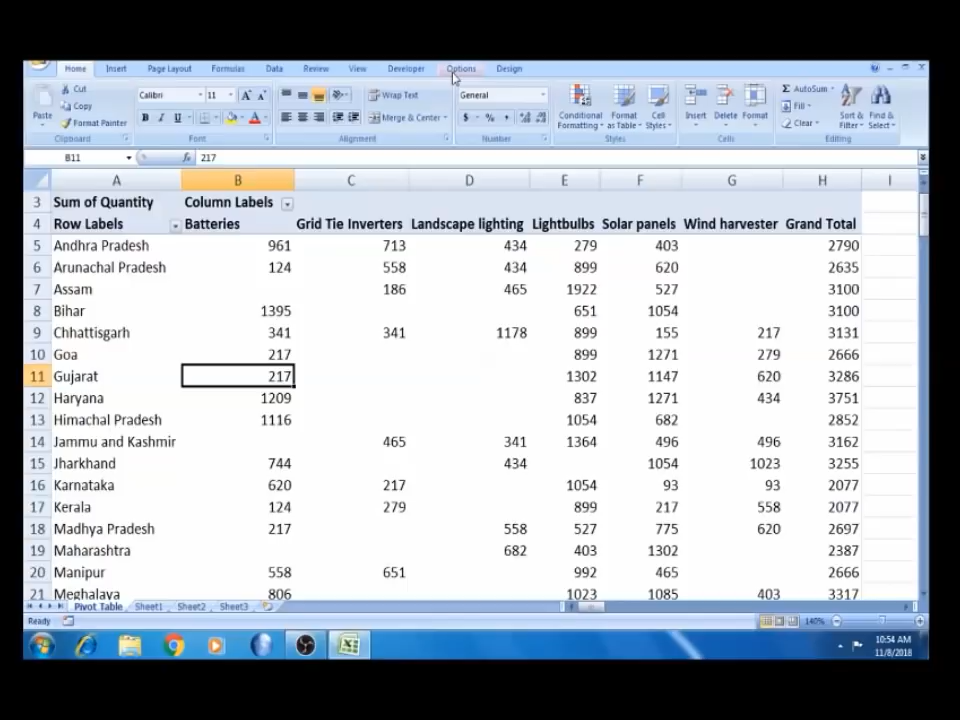 Home Insert Page Layout Formulas Data Review View Developer Options Design
Cut
Copy
Format Painter
Paste
Clipboard
Calibri 11 A A
B I U A
Font
Wrap Text
Merge & Center
Alignment
General
$ % ,
Number
Conditional Formatting
Format as Table
Cell Styles
Styles
Insert Delete Format
Cells
Σ AutoSum
Fill
Clear
Sort & Filter
Find & Select
Editing
B11 fx 217
A B C D E F G H I
3 Sum of Quantity Column Labels
4 Row Labels Batteries Grid Tie Inverters Landscape lighting Lightbulbs Solar panels Wind harvester Grand Total
5 Andhra Pradesh 961 713 434 279 403 2790
6 Arunachal Pradesh 124 558 434 899 620 2635
7 Assam 186 465 1922 527 3100
8 Bihar 1395 651 1054 3100
9 Chhattisgarh 341 341 1178 899 155 217 3131
10 Goa 217 899 1271 279 2666
11 Gujarat 217 1302 1147 620 3286
12 Haryana 1209 837 1271 434 3751
13 Himachal Pradesh 1116 1054 682 2852
14 Jammu and Kashmir 465 341 1364 496 496 3162
15 Jharkhand 744 434 1054 1023 3255
16 Karnataka 620 217 1054 93 93 2077
17 Kerala 124 279 899 217 558 2077
18 Madhya Pradesh 217 558 527 775 620 2697
19 Maharashtra 682 403 1302 2387
20 Manipur 558 651 992 465 2666
21 Meghalaya 806 1023 1085 403 3317
Pivot Table Sheet1 Sheet2 Sheet3
Ready 140%
10:54 AM
11/8/2018